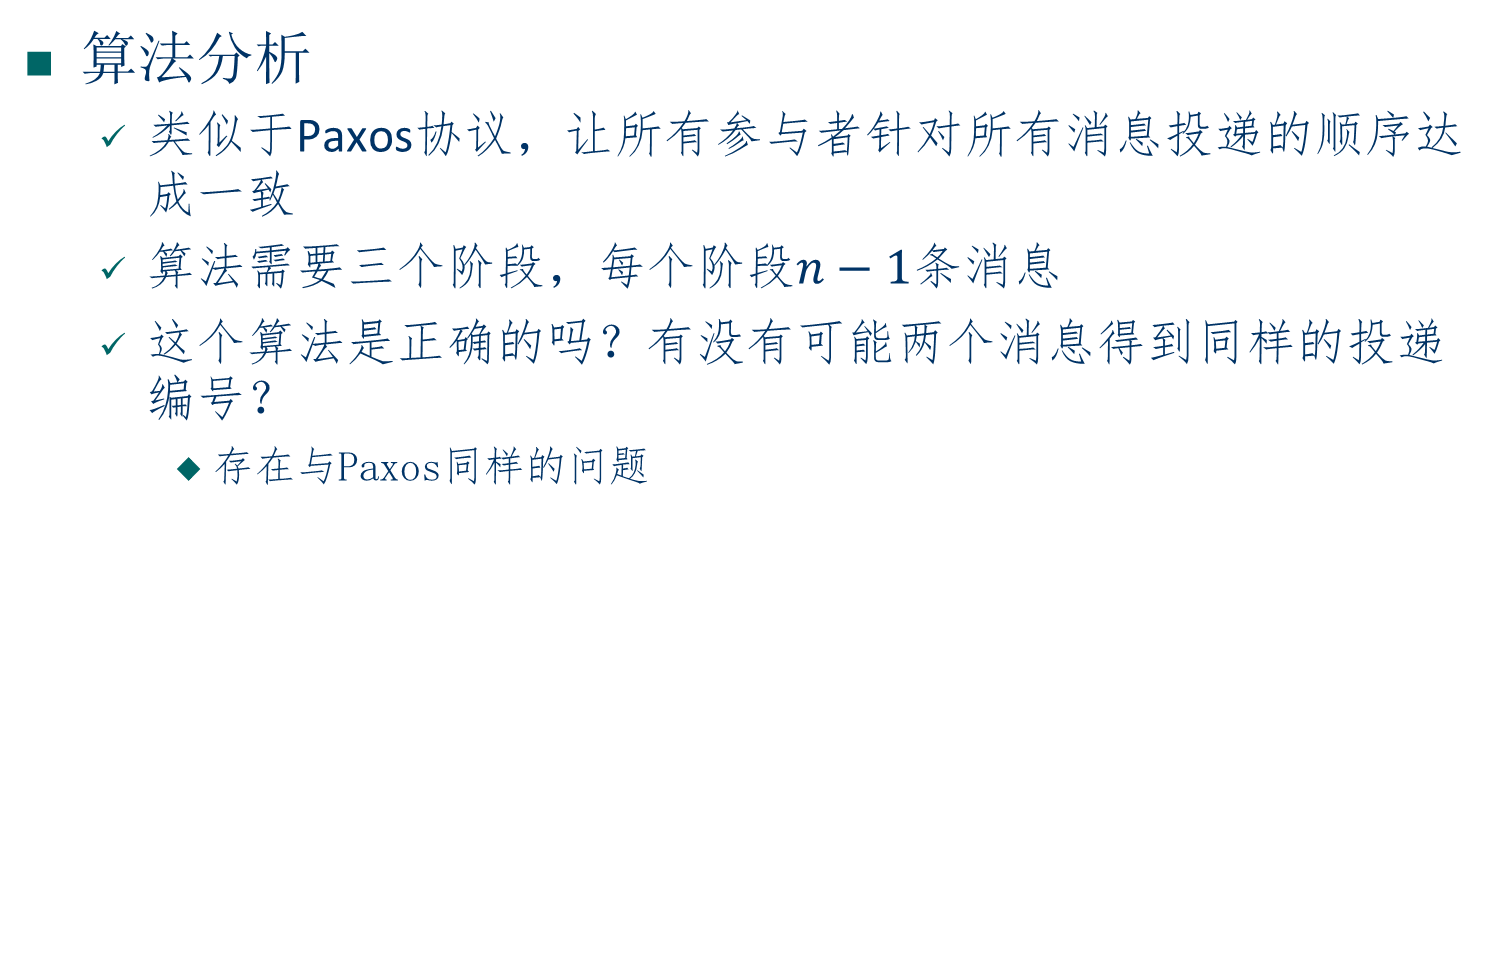 算法分析
类似于Paxos协议，让所有参与者针对所有消息投递的顺序达
成一致
算法需要三个阶段，每个阶段n − 1条消息
这个算法是正确的吗？有没有可能两个消息得到同样的投递
编号？
存在与Paxos同样的问题